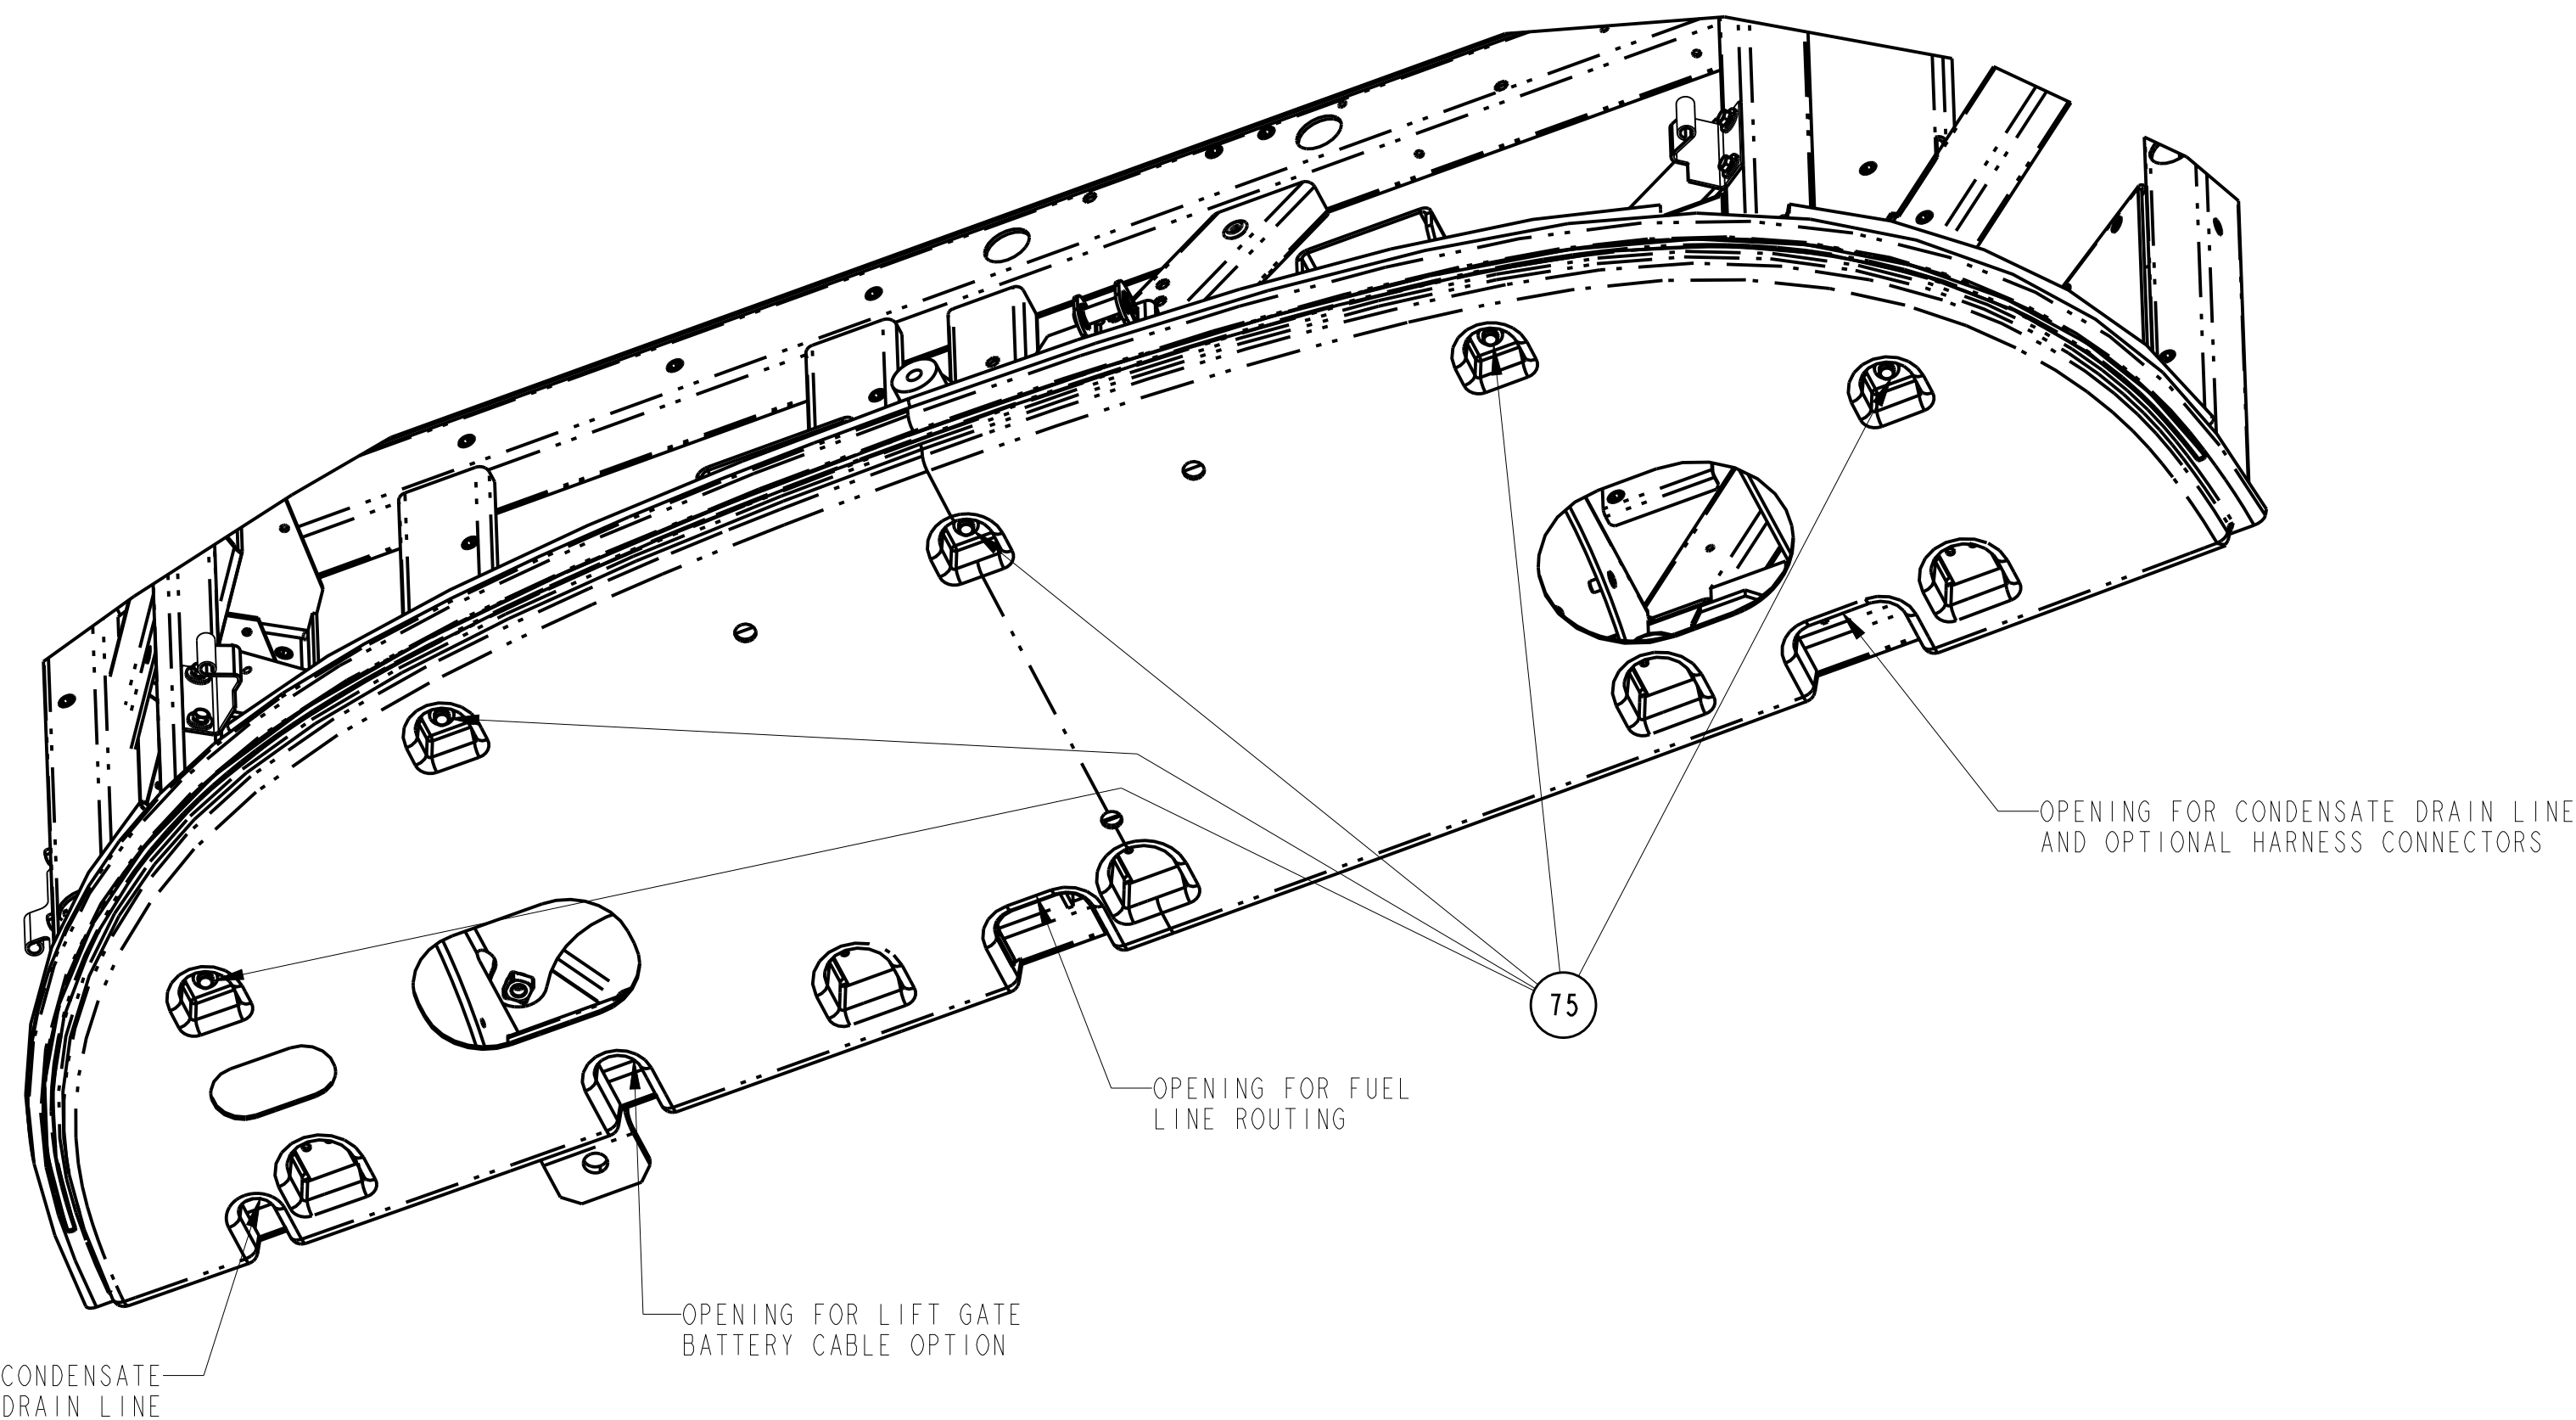 OPENING FOR CONDENSATE DRAIN LINE
AND OPTIONAL HARNESS CONNECTORS
75
OPENING FOR FUEL
LINE ROUTING
OPENING FOR LIFT GATE
BATTERY CABLE OPTION
CONDENSATE
DRAIN LINE